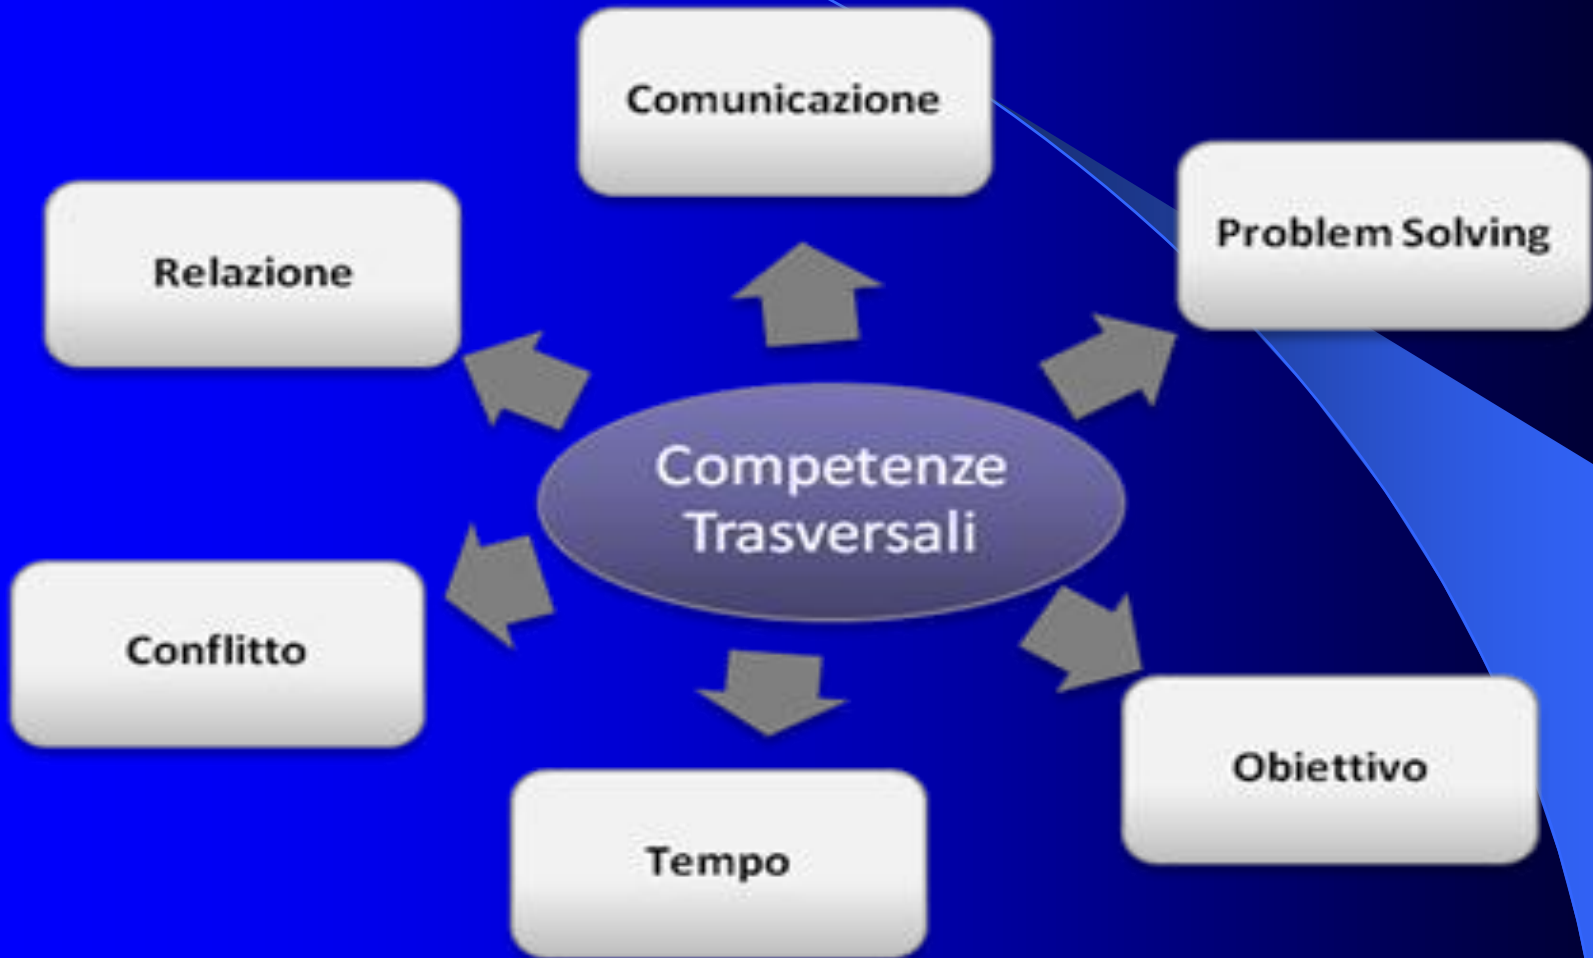 Comunicazione
Problem Solving
Relazione
Competenze
Trasversali
Conflitto
Obiettivo
Tempo